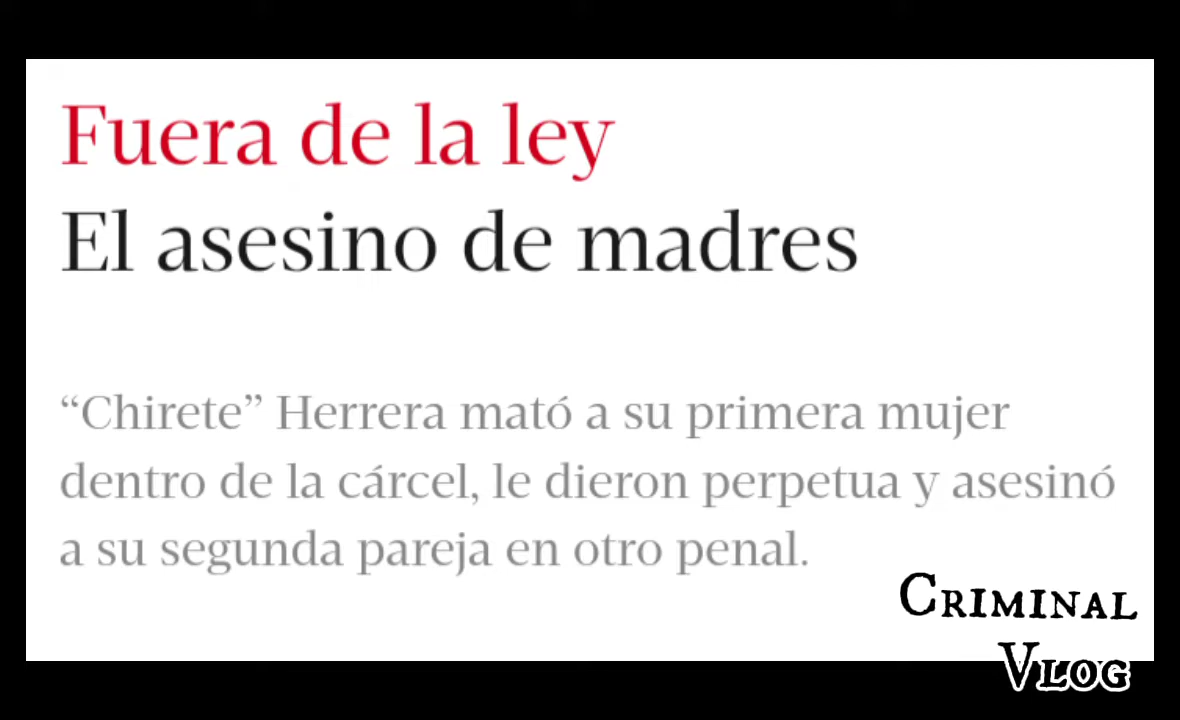 Fuera de la ley
El asesino de madres
“Chirete” Herrera mató a su primera mujer
dentro de la cárcel, le dieron perpetua y asesinó
a su segunda pareja en otro penal.
Criminal
Vlog